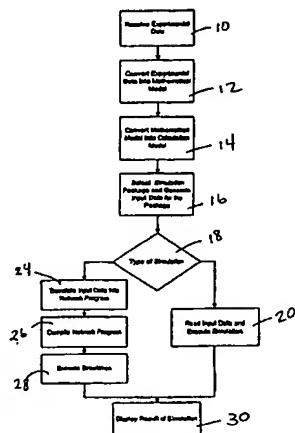 Receive Experimental
Data
10
Convert Experimental
Data Into Mathematical
Model
12
Convert Mathematical
Model Into Calculation
Model
14
Select Simulation
Package and Generate
Input Data for the
Package
16
Type of Simulation
18
24
Translate Input Data Into
Network Program
26
Compile Network Program
28
Execute Simulation
Read Input Data and
Execute Simulation
20
Display Result of Simulation
30